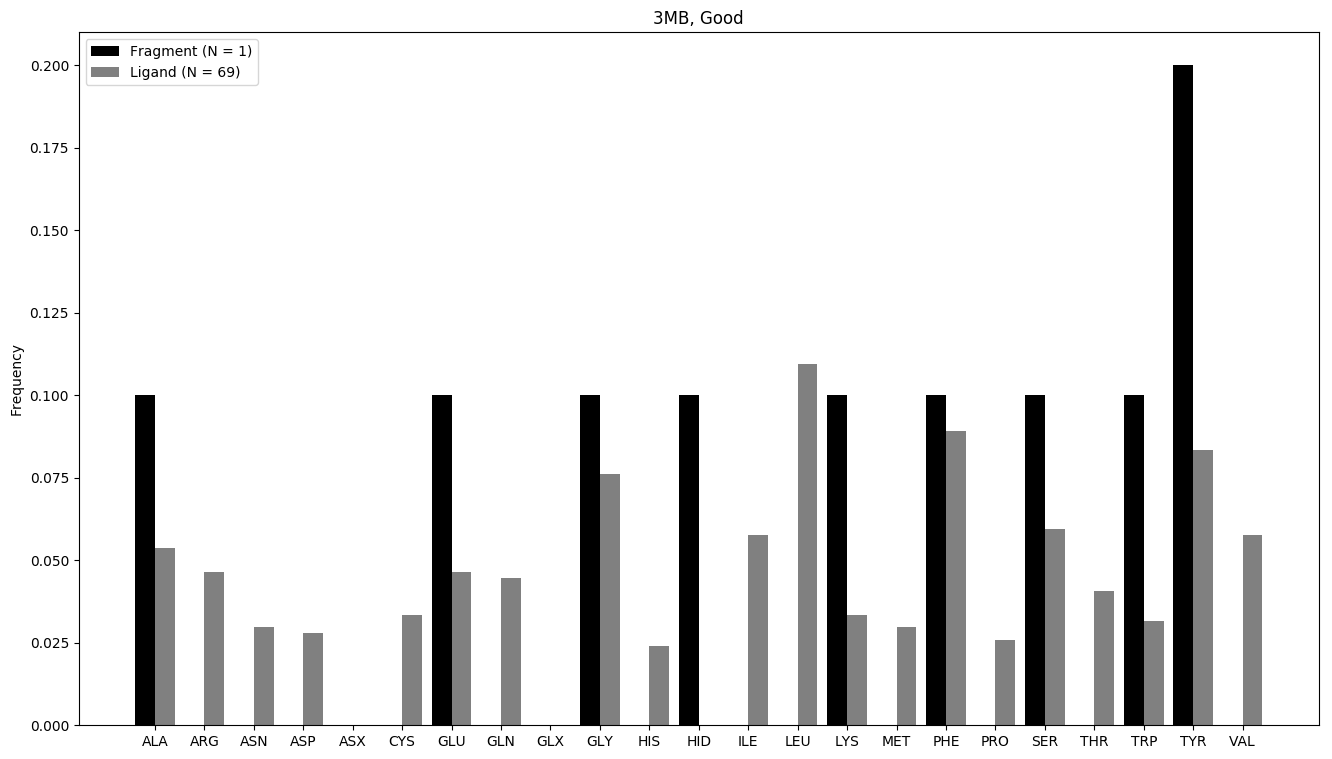 3MB, Good
Fragment (N = 1)
Ligand (N = 69)
Frequency
0.200
0.175
0.150
0.125
0.100
0.075
0.050
0.025
0.000
ALA ARG ASN ASP ASX CYS GLU GLN GLX GLY HIS HID ILE LEU LYS MET PHE PRO SER THR TRP TYR VAL